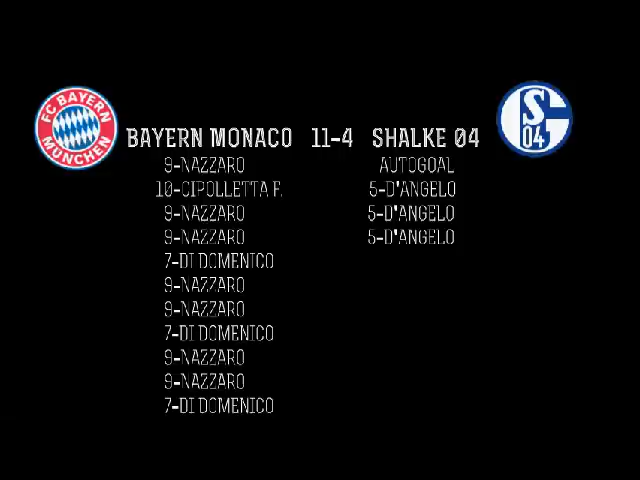 FC BAYERN
MÜNCHEN
S
04
BAYERN MONACO 11-4 SHALKE 04
9-NAZZARO AUTOGOAL
10-CIPOLLETTA F. 5-D'ANGELO
9-NAZZARO 5-D'ANGELO
9-NAZZARO 5-D'ANGELO
7-DI DOMENICO
9-NAZZARO
9-NAZZARO
7-DI DOMENICO
9-NAZZARO
9-NAZZARO
7-DI DOMENICO